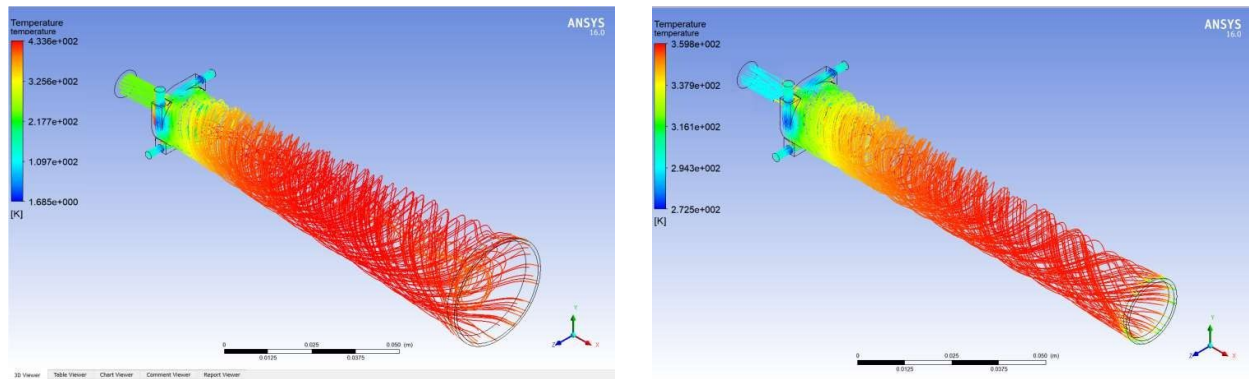 Temperature
temperature
4.336e+002
3.256e+002
2.177e+002
1.097e+002
1.685e+000
[K]
ANSYS
16.0
0
0.025
0.050 (m)
0.0125
0.0375
Y
Z
X
3D Viewer
Table Viewer
Chart Viewer
Comment Viewer
Report Viewer
Temperature
temperature
3.598e+002
3.379e+002
3.161e+002
2.943e+002
2.725e+002
[K]
ANSYS
16.0
0
0.025
0.050 (m)
0.0125
0.0375
Y
Z
X